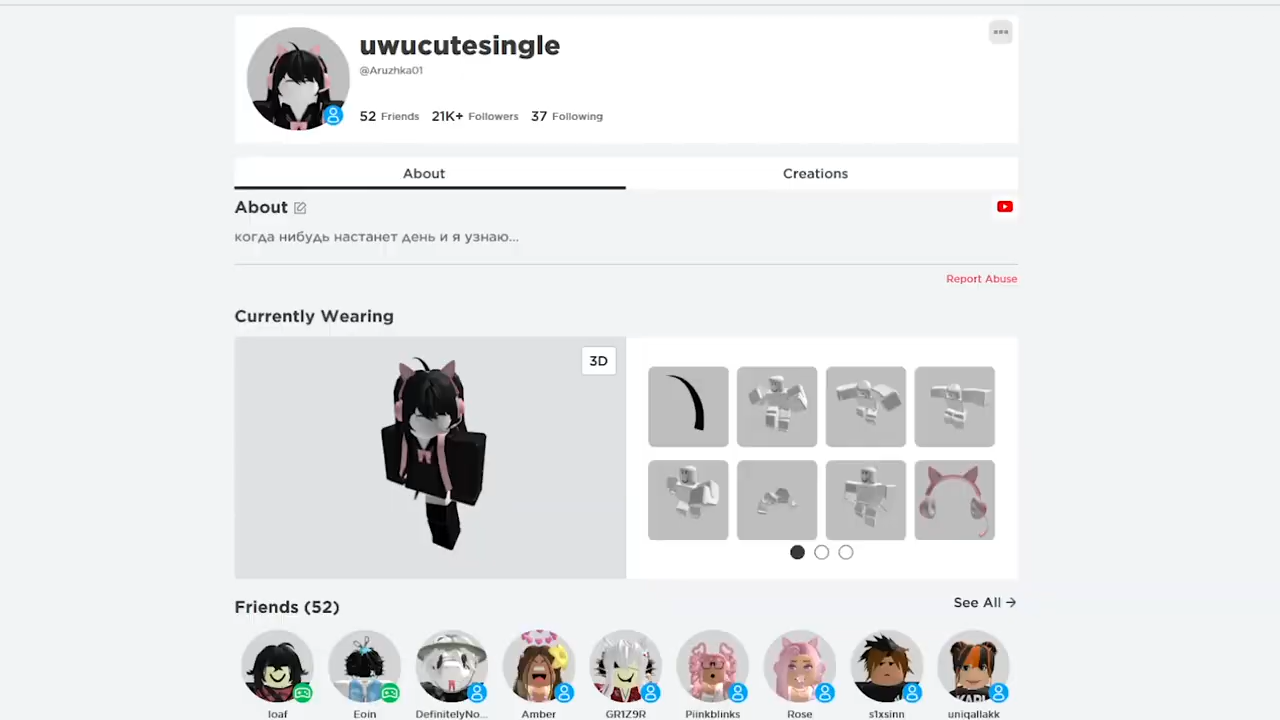 uwucutesingle
@Aruzhka01
52 Friends 21K+ Followers 37 Following
About Creations
About
когда нибудь настанет день и я узнаю...
Report Abuse
Currently Wearing
3D
Friends (52)
See All →
loaf Eoin DefinitelyNo... Amber GR1Z9R Piinkblinks Rose s1xsinn uniqallakk